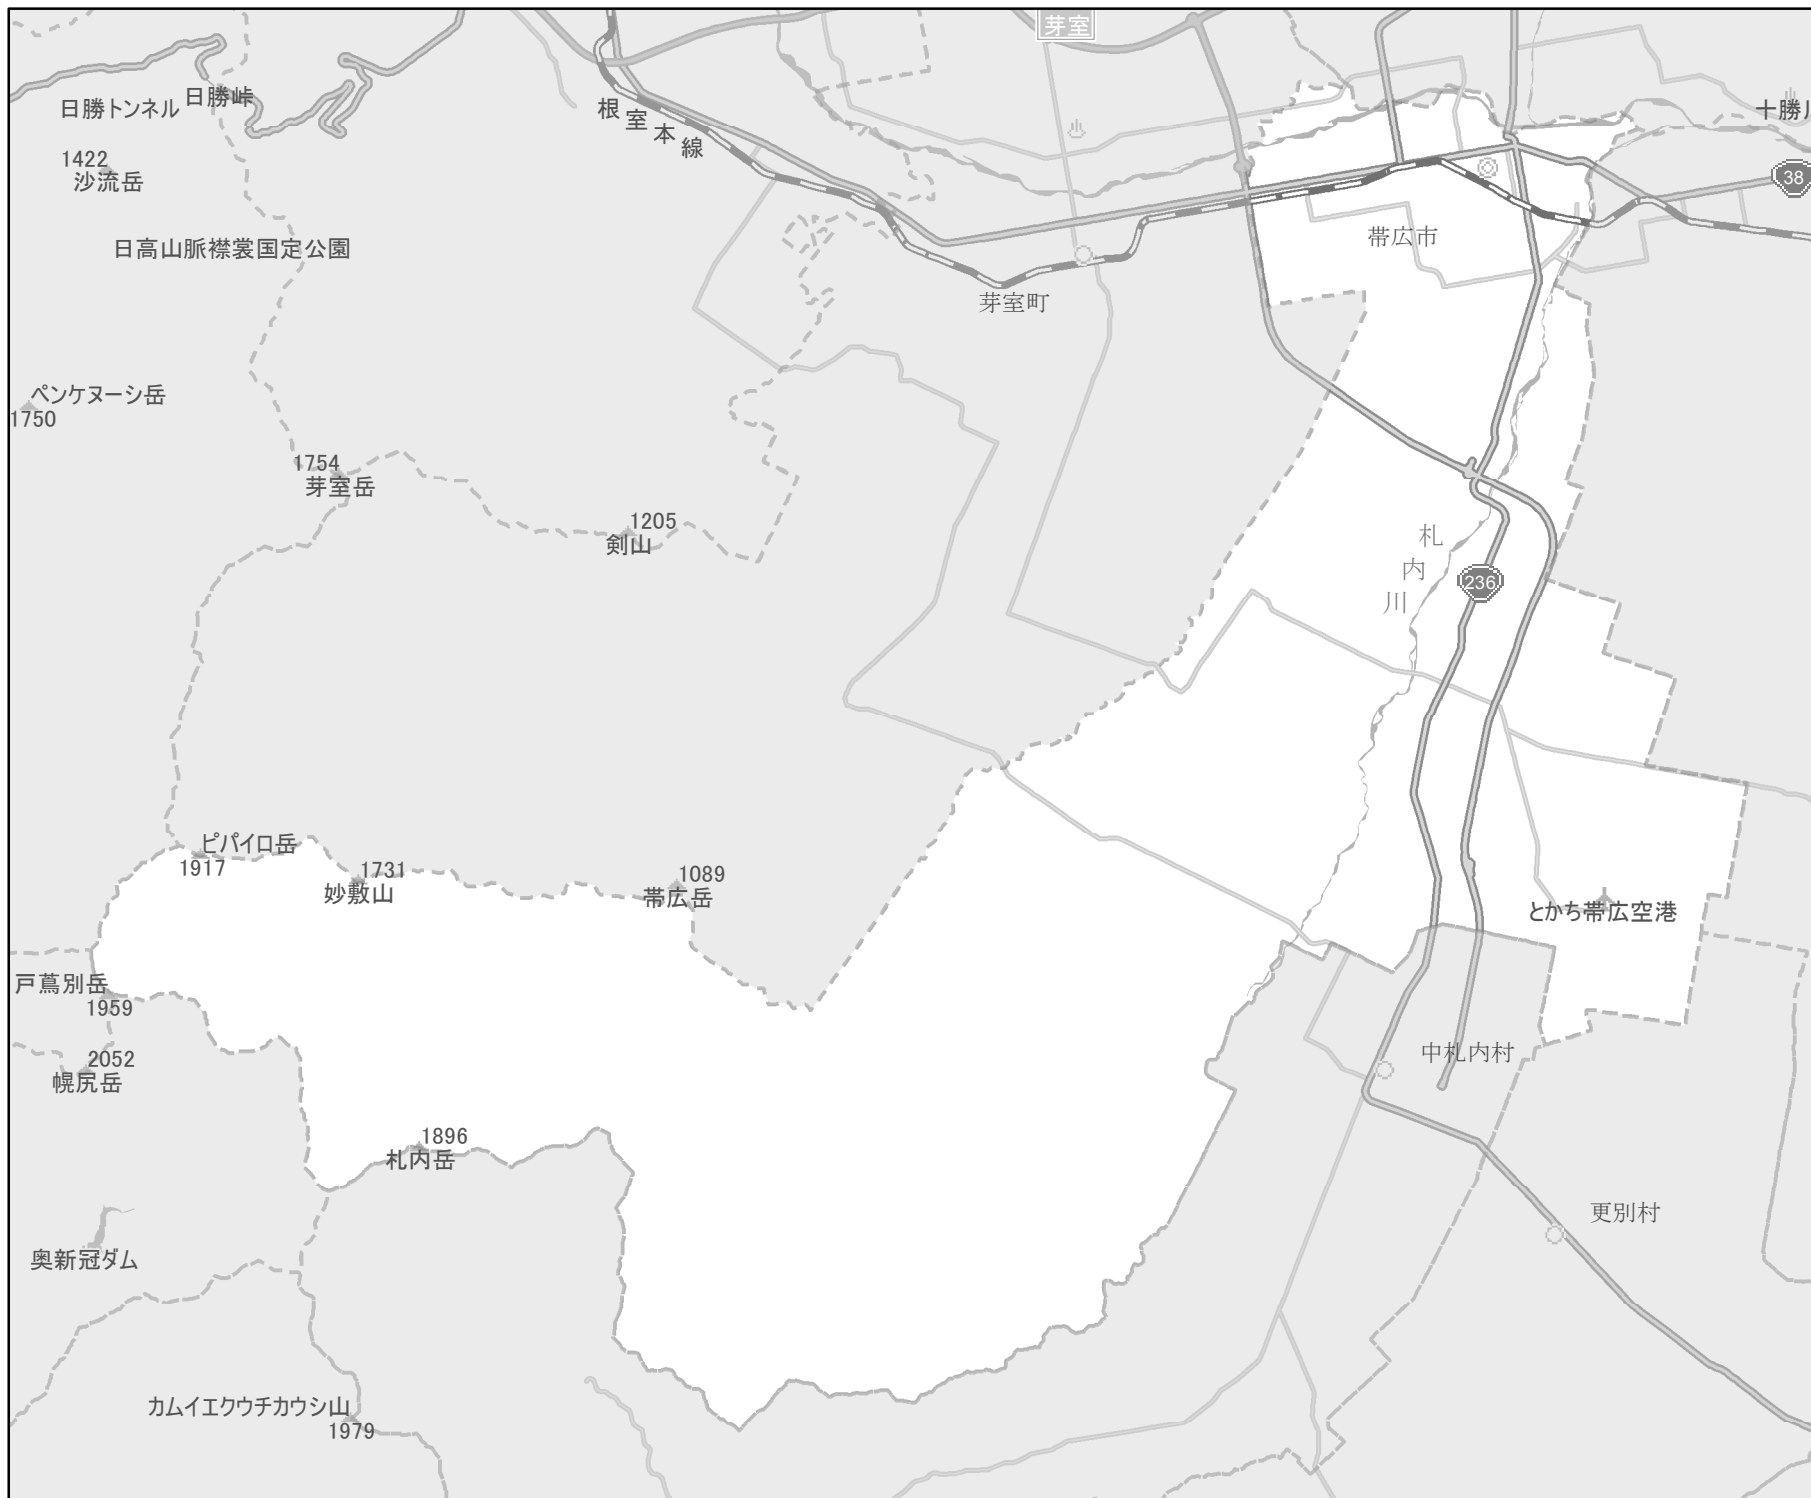 芽室
日勝トンネル
日勝峠
根室本線
十勝川
1422
沙流岳
38
日高山脈襟裳国定公園
帯広市
芽室町
ペンケヌーシ岳
1750
1754
芽室岳
1205
剣山
札内川
236
ピパイロ岳
1917
1731
妙敷山
1089
帯広岳
とかち帯広空港
戸蔦別岳
1959
2052
幌尻岳
中札内村
1896
札内岳
更別村
奥新冠ダム
カムイエクウチカウシ山
1979